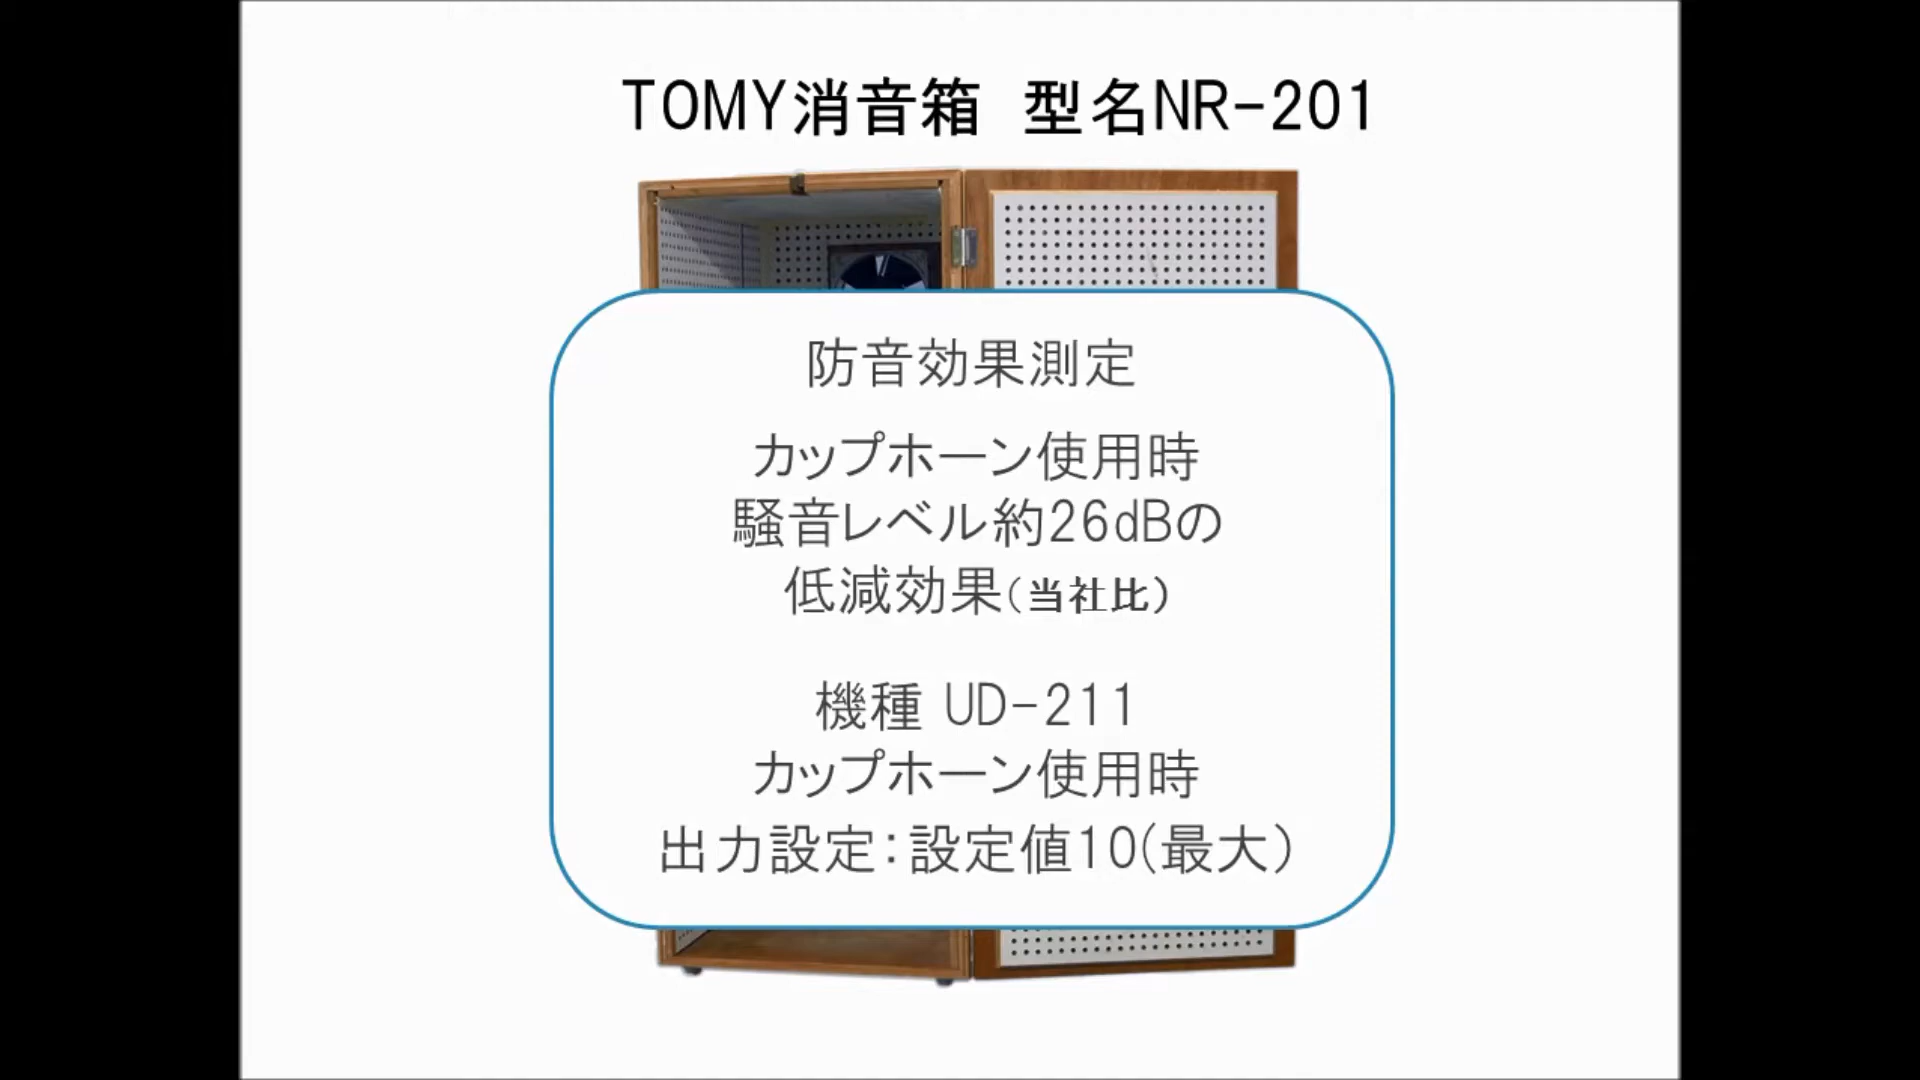 TOMY消音箱　型名NR-201
防音効果測定
カップホーン使用時
騒音レベル約26dBの
低減効果(当社比)
機種 UD-211
カップホーン使用時
出力設定:設定値10(最大)